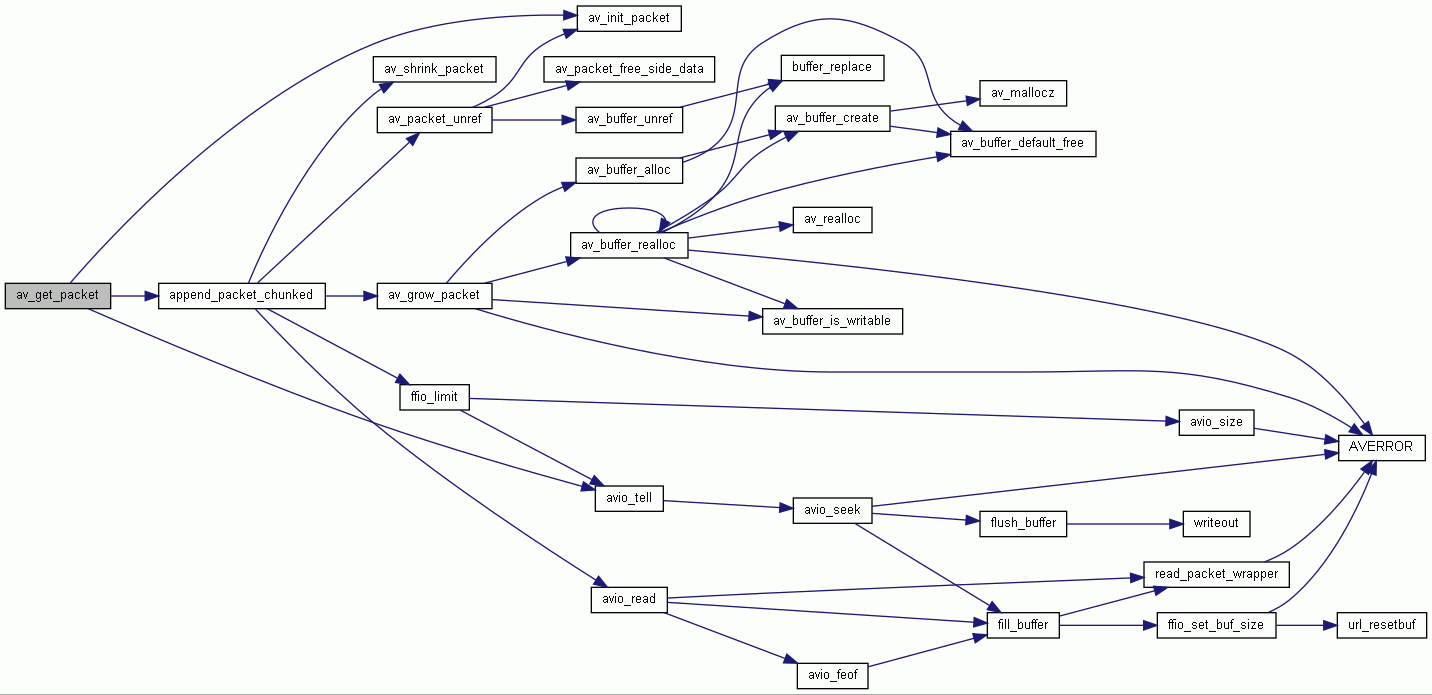 av_init_packet
av_shrink_packet
av_packet_free_side_data
buffer_replace
av_mallocz
av_packet_unref
av_buffer_unref
av_buffer_create
av_buffer_default_free
av_buffer_alloc
av_realloc
av_buffer_realloc
av_get_packet
append_packet_chunked
av_grow_packet
av_buffer_is_writable
ffio_limit
avio_size
AVERROR
avio_tell
avio_seek
flush_buffer
writeout
read_packet_wrapper
avio_read
fill_buffer
ffio_set_buf_size
url_resetbuf
avio_feof